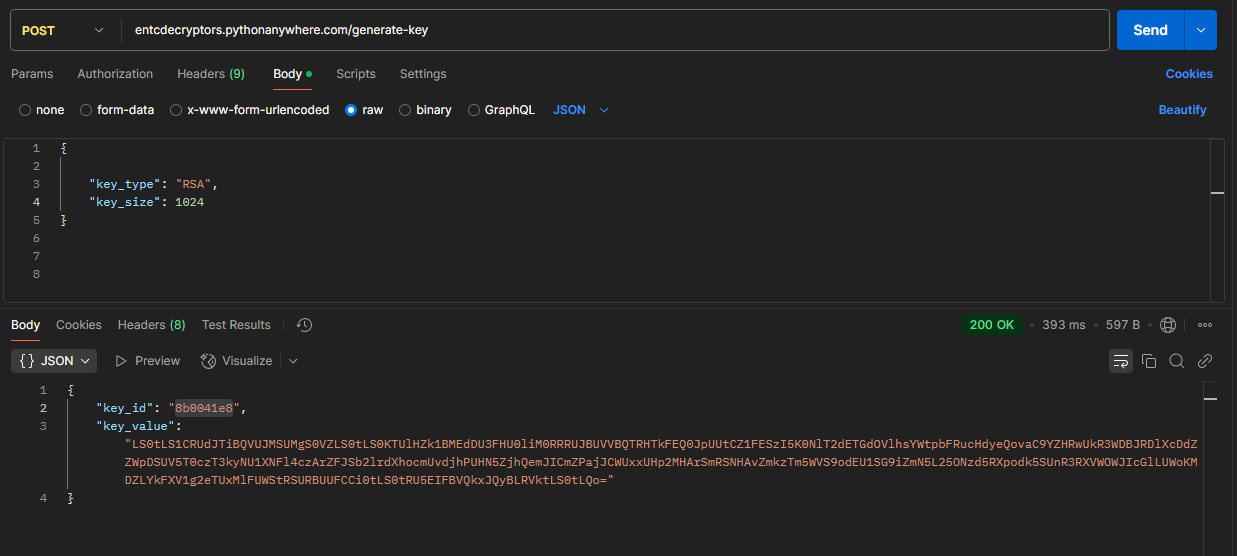 POST entcdecryptors.pythonanywhere.com/generate-key Send
Params Authorization Headers (9) Body Scripts Settings Cookies
none form-data x-www-form-urlencoded raw binary GraphQL JSON Beautify
1 {
2
3 "key_type": "RSA",
4 "key_size": 1024
5 }
6
7
8
Body Cookies Headers (8) Test Results 200 OK • 393 ms • 597 B •
{} JSON Preview Visualize
1 {
2 "key_id": "8b0041e8",
3 "key_value":
"LS0tLS1CRUdJTiBQVUJMSUMgS0VZLS0tLS0KTUlHZk1BMEdDU3FHU0liM0RRRUJBUVVBQTRHTkFEQ0JpUUtCZ1FESzI5K0NlT2dETGdOVlhsYWtpbFRucHdyeQovaC9YZHRwUkR3WDBJRDlXcDdZ
ZWpDSUV5T0czT3kyNU1XNFl4czArZFJSb2lrdXhocmUvdjhPUHN5ZjhQemJICmZPajJCWUxxUHp2MHArSmRSNHAvZmkzTm5WVS9odEU1SG9iZmN5L25ONzd5RXpodk5SUnR3RXVWOWJIcGlLUWoKM
DZLYkFXV1g2eTUxMlFUWStRSURBUUFCCi0tLS0tRU5EIFBVQkxJQyBLRVktLS0tLQo="
4 }